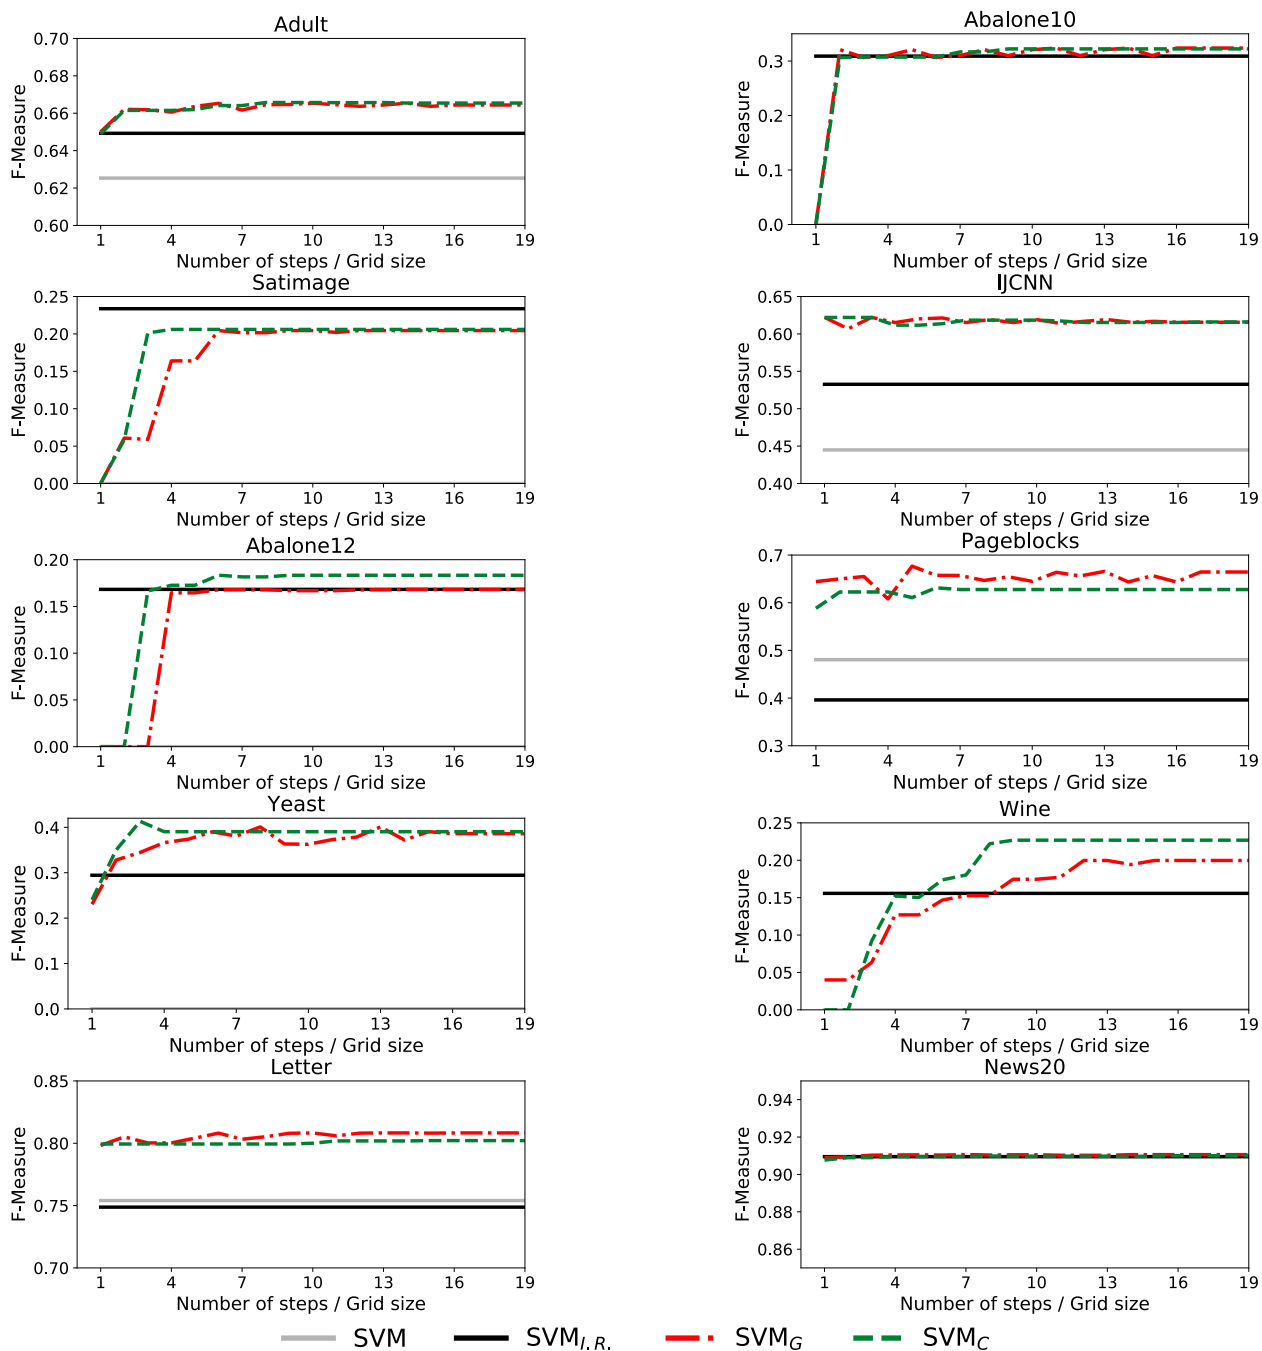 Adult
F-Measure
0.70
0.68
0.66
0.64
0.62
0.60
1 4 7 10 13 16 19
Number of steps / Grid size
Abalone10
F-Measure
0.3
0.2
0.1
0.0
1 4 7 10 13 16 19
Number of steps / Grid size
Satimage
F-Measure
0.25
0.20
0.15
0.10
0.05
0.00
1 4 7 10 13 16 19
Number of steps / Grid size
IJCNN
F-Measure
0.65
0.60
0.55
0.50
0.45
0.40
1 4 7 10 13 16 19
Number of steps / Grid size
Abalone12
F-Measure
0.20
0.15
0.10
0.05
0.00
1 4 7 10 13 16 19
Number of steps / Grid size
Pageblocks
F-Measure
0.7
0.6
0.5
0.4
0.3
1 4 7 10 13 16 19
Number of steps / Grid size
Yeast
F-Measure
0.4
0.3
0.2
0.1
0.0
1 4 7 10 13 16 19
Number of steps / Grid size
Wine
F-Measure
0.25
0.20
0.15
0.10
0.05
0.00
1 4 7 10 13 16 19
Number of steps / Grid size
Letter
F-Measure
0.85
0.80
0.75
0.70
1 4 7 10 13 16 19
Number of steps / Grid size
News20
F-Measure
0.94
0.92
0.90
0.88
0.86
1 4 7 10 13 16 19
Number of steps / Grid size
SVM SVM I.R. SVM G SVM C